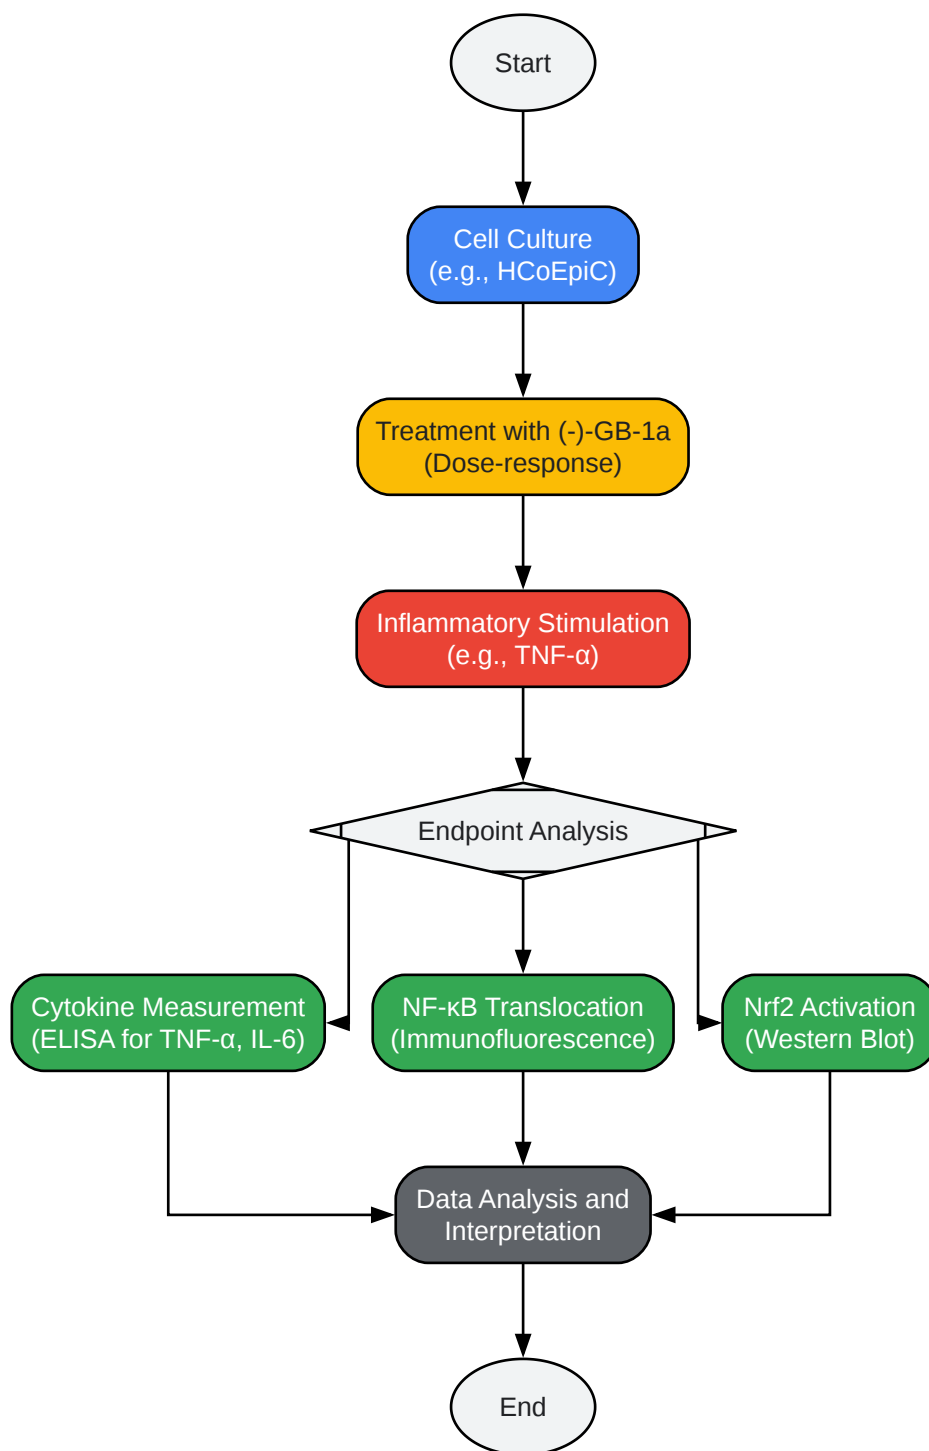 Start
Cell Culture
(e.g., HCoEpiC)
Treatment with (-)-GB-1a
(Dose-response)
Inflammatory Stimulation
(e.g., TNF-α)
Endpoint Analysis
Cytokine Measurement
(ELISA for TNF-α, IL-6)
NF-κB Translocation
(Immunofluorescence)
Nrf2 Activation
(Western Blot)
Data Analysis and
Interpretation
End